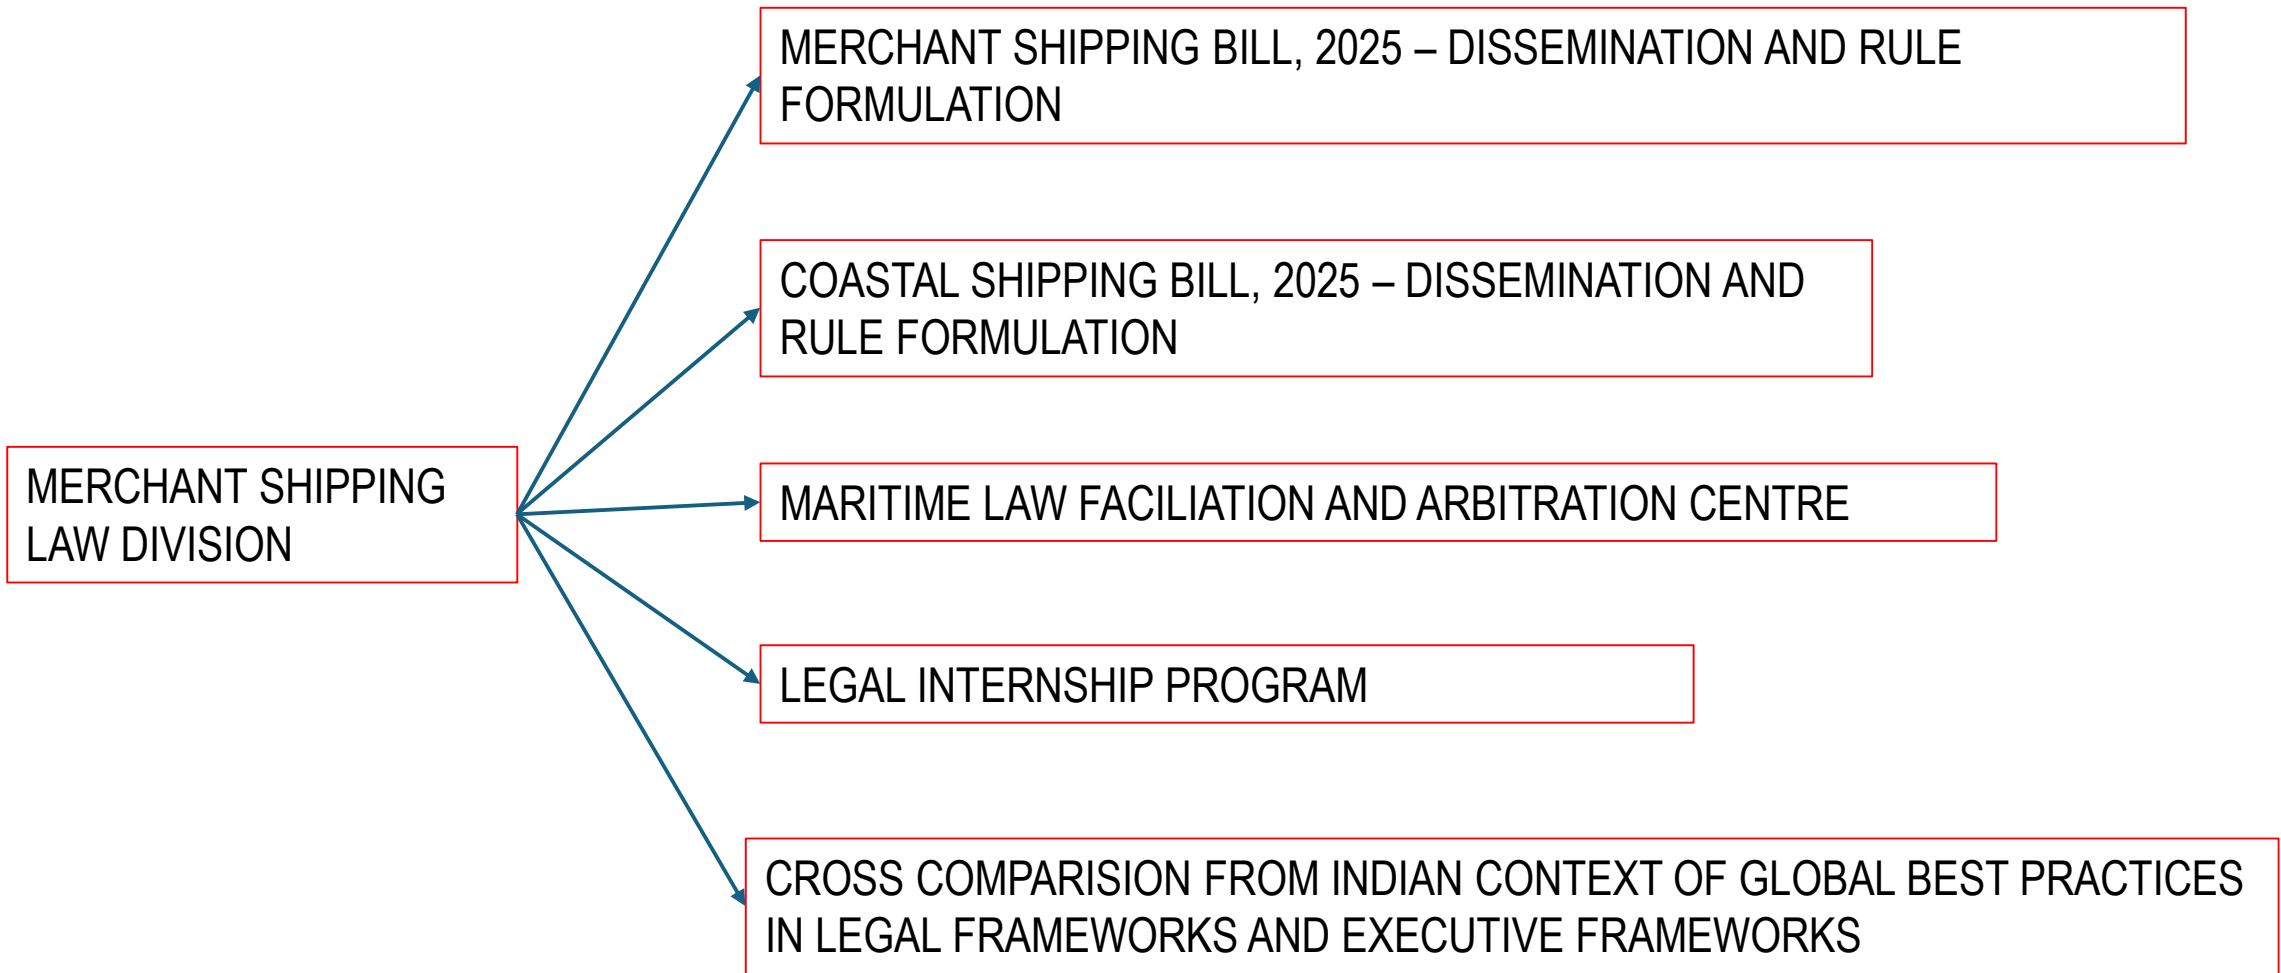 MERCHANT SHIPPING BILL, 2025 – DISSEMINATION AND RULE
FORMULATION
COASTAL SHIPPING BILL, 2025 – DISSEMINATION AND
RULE FORMULATION
MERCHANT SHIPPING
LAW DIVISION
MARITIME LAW FACILIATION AND ARBITRATION CENTRE
LEGAL INTERNSHIP PROGRAM
CROSS COMPARISION FROM INDIAN CONTEXT OF GLOBAL BEST PRACTICES
IN LEGAL FRAMEWORKS AND EXECUTIVE FRAMEWORKS